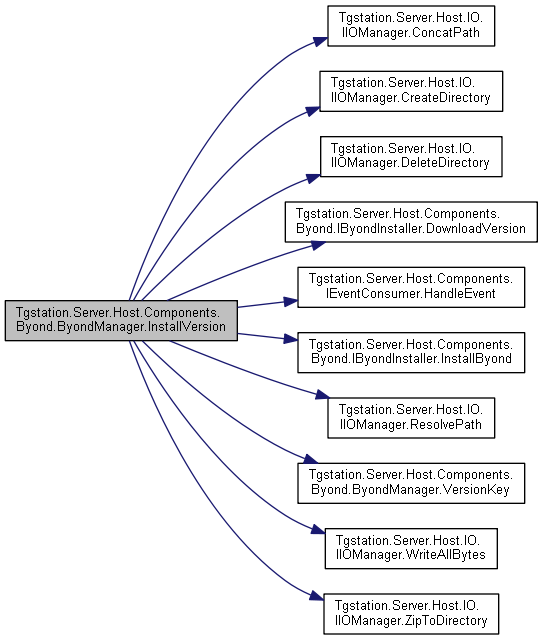 Tgstation.Server.Host.IO.
IIOManager.ConcatPath
Tgstation.Server.Host.IO.
IIOManager.CreateDirectory
Tgstation.Server.Host.IO.
IIOManager.DeleteDirectory
Tgstation.Server.Host.Components.
Byond.IByondInstaller.DownloadVersion
Tgstation.Server.Host.Components.
IEventConsumer.HandleEvent
Tgstation.Server.Host.Components.
Byond.ByondManager.InstallVersion
Tgstation.Server.Host.Components.
Byond.IByondInstaller.InstallByond
Tgstation.Server.Host.IO.
IIOManager.ResolvePath
Tgstation.Server.Host.Components.
Byond.ByondManager.VersionKey
Tgstation.Server.Host.IO.
IIOManager.WriteAllBytes
Tgstation.Server.Host.IO.
IIOManager.ZipToDirectory